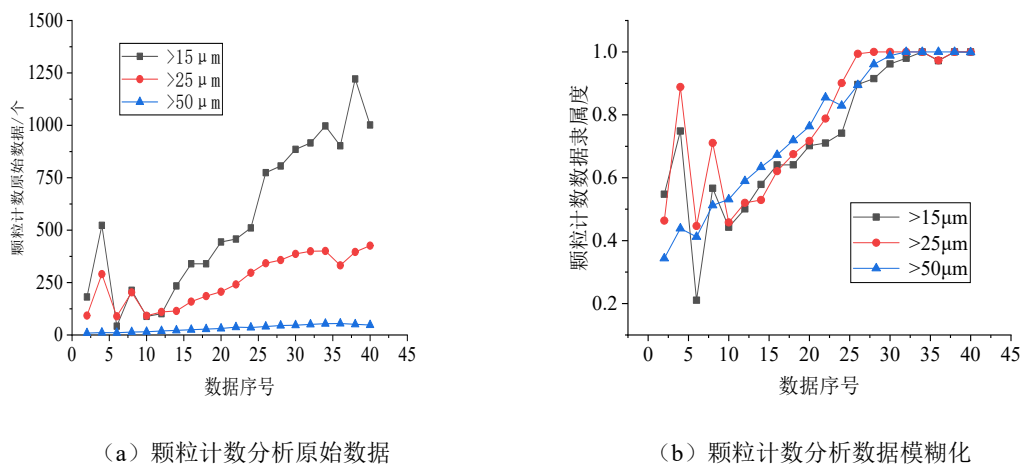 1500
1250
1000
750
500
250
0
颗粒计数原始数据/个
>15μm
>25μm
>50μm
0 5 10 15 20 25 30 35 40 45
数据序号
(a)颗粒计数分析原始数据
1.0
0.8
0.6
0.4
0.2
颗粒计数数据隶属度
>15μm
>25μm
>50μm
0 5 10 15 20 25 30 35 40 45
数据序号
(b)颗粒计数分析数据模糊化